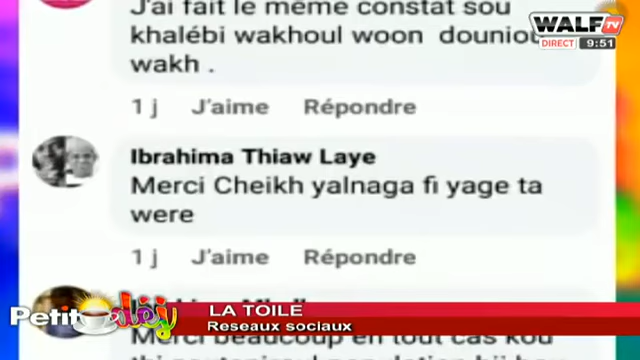 J'ai fait le même constat sou
khalébi wakhoul woon douniou
wakh .
1 j J'aime Répondre
WALF TV
DIRECT 9:51
Ibrahima Thiaw Laye
Merci Cheikh yalnaga fi yage ta
were
1 j J'aime Répondre
Petit déj
LA TOILE
Reseaux sociaux
Merci beaucoup en tout cas kou